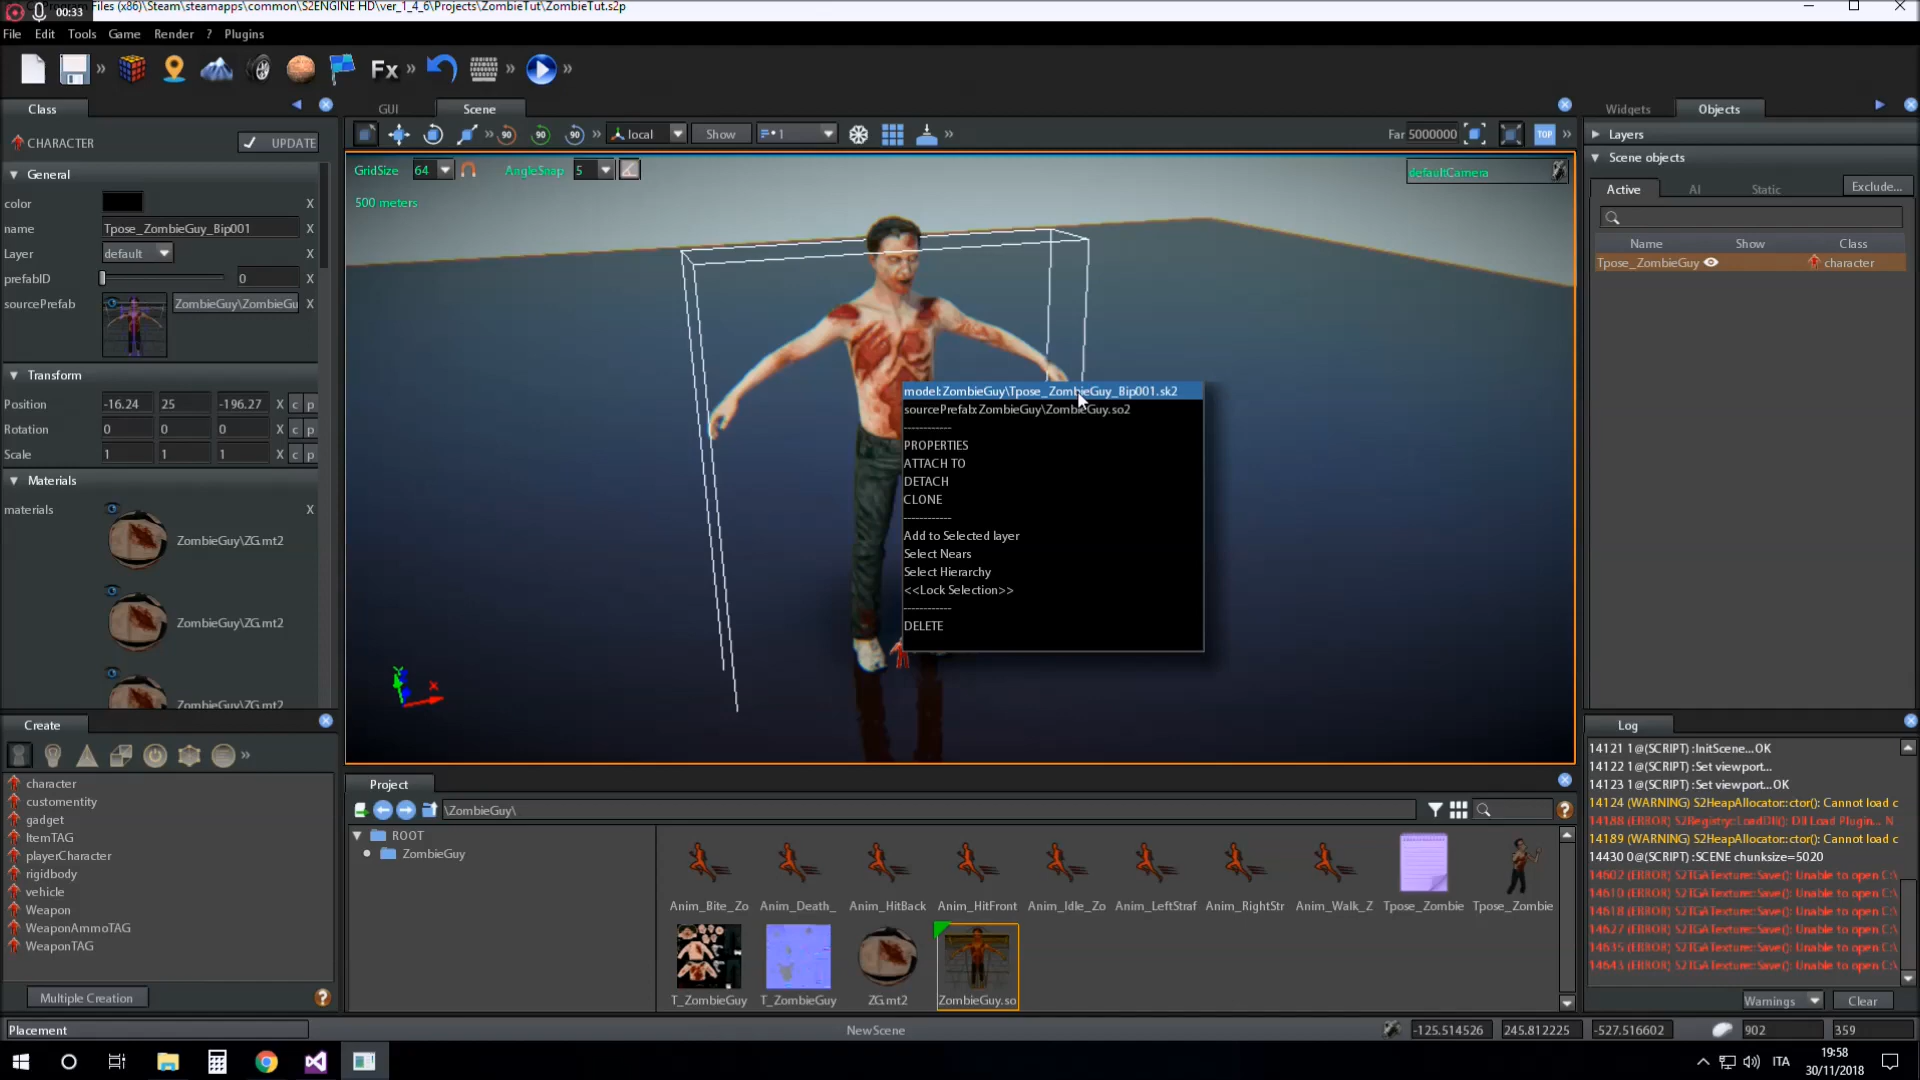 00:33
Program Files (x86)\Steam\steamapps\common\S2ENGINE HD\ver_1_4_6\Projects\ZombieTut\ZombieTut.s2p
File Edit Tools Game Render ? Plugins
Fx
Class
GUI Scene
Widgets Objects
CHARACTER
UPDATE
90 90 90
local
Show
1
Far 5000000
TOP
Layers
Scene objects
Active AI Static Exclude...
Name Show Class
Tpose_ZombieGuy character
General
color X
name Tpose_ZombieGuy_Bip001 X
Layer default X
prefabID 0 X
sourcePrefab ZombieGuy\ZombieGu X
Transform
Position -16.24 25 -196.27 X c p
Rotation 0 0 0 X c p
Scale 1 1 1 X c p
Materials
materials X
ZombieGuy\ZG.mt2
ZombieGuy\ZG.mt2
ZombieGuy\ZG.mt2
GridSize 64 AngleSnap 5
500 meters
defaultCamera
model:ZombieGuy\Tpose_ZombieGuy_Bip001.sk2
sourcePrefab:ZombieGuy\ZombieGuy.so2
------------
PROPERTIES
ATTACH TO
DETACH
CLONE
------------
Add to Selected layer
Select Nears
Select Hierarchy
<<Lock Selection>>
------------
DELETE
Y
X
Create
character
customentity
gadget
ItemTAG
playerCharacter
rigidbody
vehicle
Weapon
WeaponAmmoTAG
WeaponTAG
Multiple Creation
Project
\ZombieGuy\
ROOT
ZombieGuy
Anim_Bite_Zo Anim_Death_ Anim_HitBack Anim_HitFront Anim_Idle_Zo Anim_LeftStraf Anim_RightStr Anim_Walk_Z Tpose_Zombie Tpose_Zombie
T_ZombieGuy T_ZombieGuy ZG.mt2 ZombieGuy.so
Log
14121 1@(SCRIPT) :InitScene...OK
14122 1@(SCRIPT) :Set viewport...
14123 1@(SCRIPT) :Set viewport...OK
14124 (WARNING) S2HeapAllocator::ctor(): Cannot load c
14188 (ERROR) S2Registry::LoadDll(): Dll Load Plugin... N
14189 (WARNING) S2HeapAllocator::ctor(): Cannot load c
14430 0@(SCRIPT) :SCENE chunksize=5020
14602 (ERROR) S2TGATexture::Save(): Unable to open C:\
14610 (ERROR) S2TGATexture::Save(): Unable to open C:\
14618 (ERROR) S2TGATexture::Save(): Unable to open C:\
14627 (ERROR) S2TGATexture::Save(): Unable to open C:\
14635 (ERROR) S2TGATexture::Save(): Unable to open C:\
14643 (ERROR) S2TGATexture::Save(): Unable to open C:\
Warnings Clear
Placement
NewScene
-125.514526 245.812225 -527.516602 902 359
ITA
19:58
30/11/2018